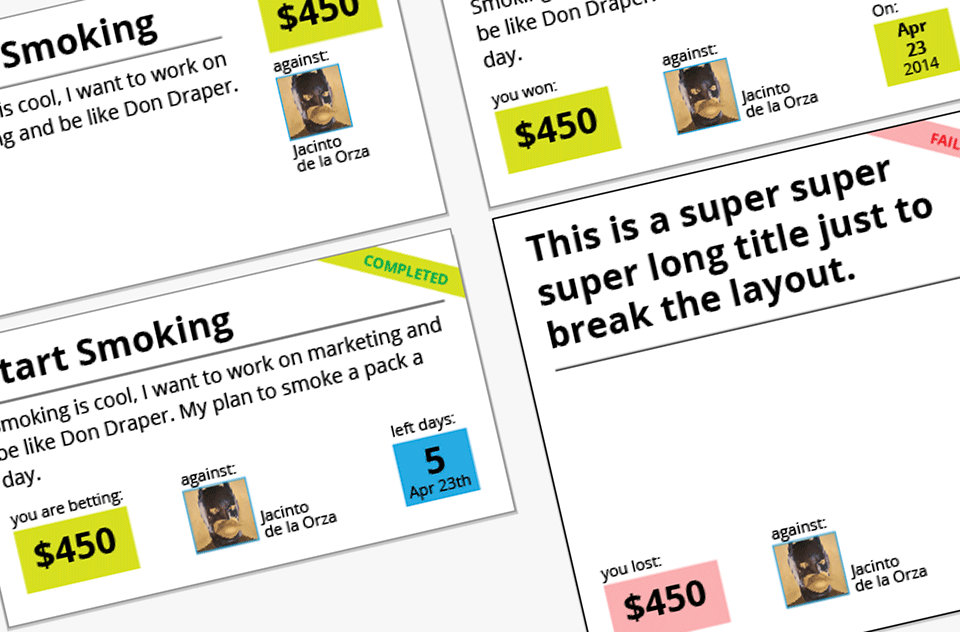 Smoking
is cool, I want to work on
and be like Don Draper.
$450
against:
Jacinto
de la Orza
be like Don Draper.
day.
you won:
$450
against:
Jacinto
de la Orza
On:
Apr
23
2014
COMPLETED
tart Smoking
smoking is cool, I want to work on marketing and
be like Don Draper. My plan to smoke a pack a
day.
you are betting:
$450
against:
Jacinto
de la Orza
left days:
5
Apr 23th
FAIL
This is a super super
super long title just to
break the layout.
you lost:
$450
against:
Jacinto
de la Orza